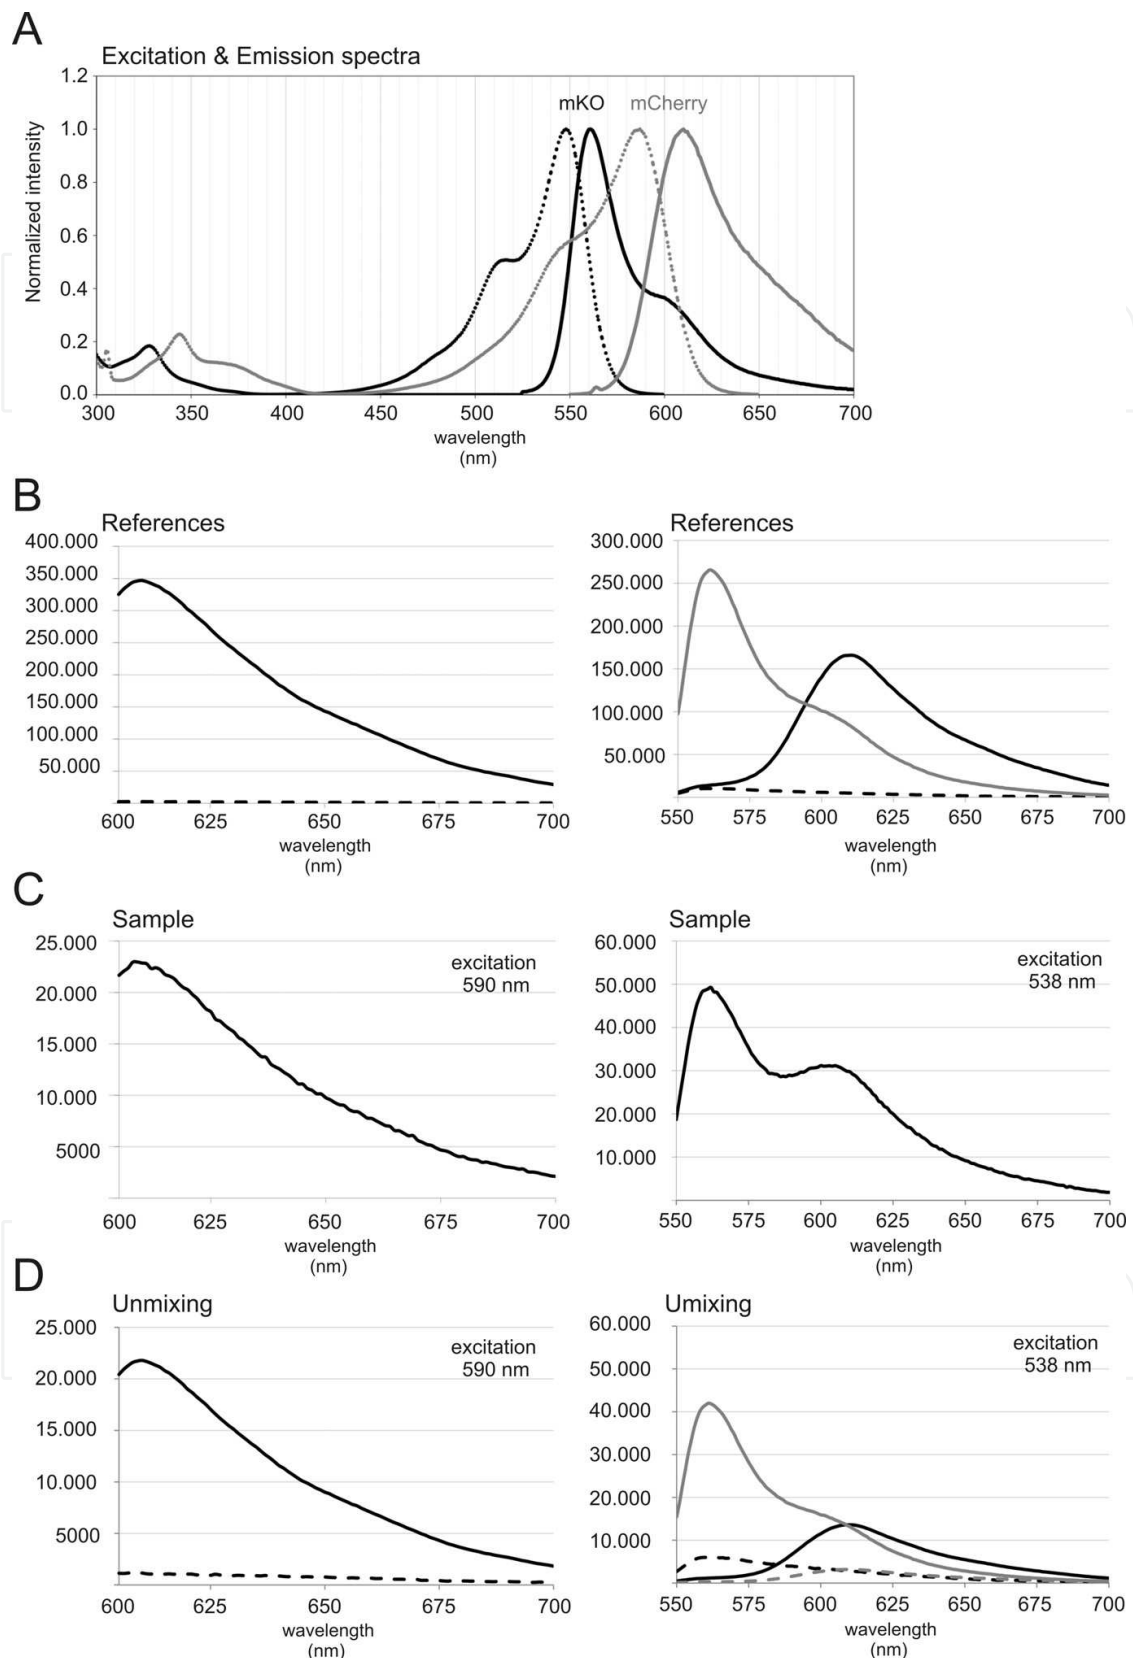 A
Excitation & Emission spectra
1.2
mKO
mCherry
1.0
0.8
0.6
0.4
0.2
0.0
Normalized intensity
300 350 400 450 500 550 600 650 700
wavelength
(nm)
B
References
400.000
350.000
300.000
250.000
200.000
150.000
100.000
50.000
600 625 650 675 700
wavelength
(nm)
References
300.000
250.000
200.000
150.000
100.000
50.000
550 575 600 625 650 675 700
wavelength
(nm)
C
Sample
25.000
excitation
590 nm
20.000
15.000
10.000
5000
600 625 650 675 700
wavelength
(nm)
Sample
60.000
excitation
538 nm
50.000
40.000
30.000
20.000
10.000
550 575 600 625 650 675 700
wavelength
(nm)
D
Unmixing
25.000
excitation
590 nm
20.000
15.000
10.000
5000
600 625 650 675 700
wavelength
(nm)
Umixing
60.000
excitation
538 nm
50.000
40.000
30.000
20.000
10.000
550 575 600 625 650 675 700
wavelength
(nm)